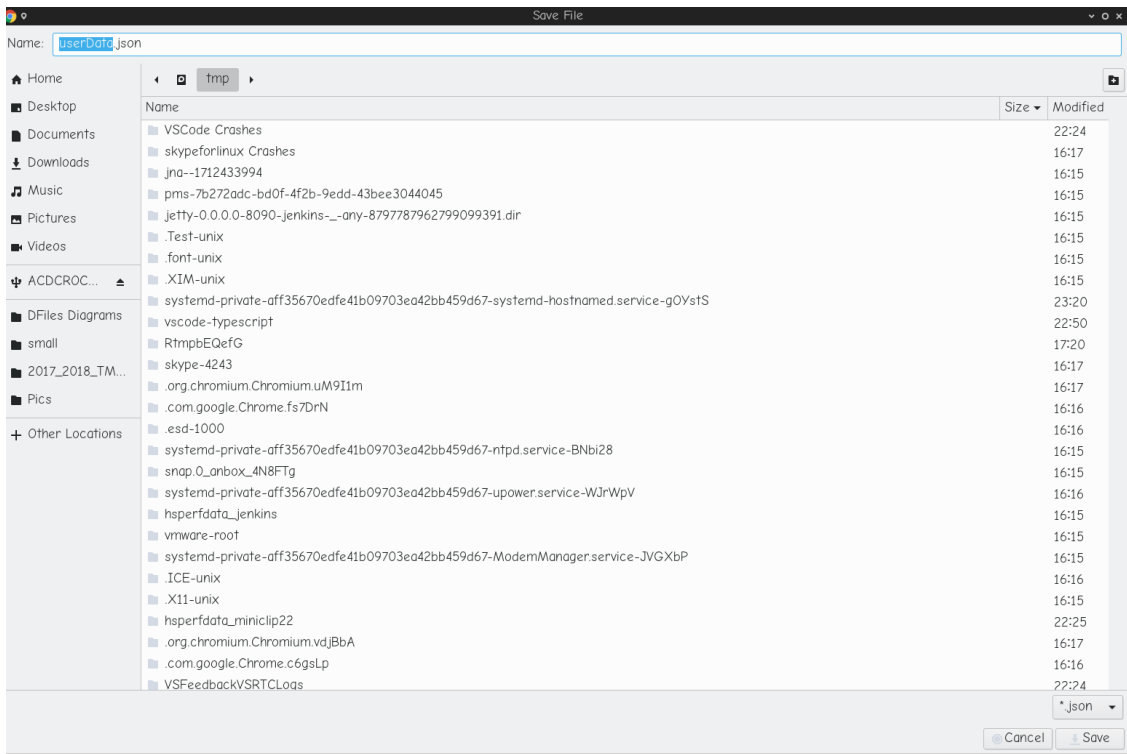 Save File
Name: userData.json
Home
Desktop
Documents
Downloads
Music
Pictures
Videos
ACDCROC...
DFiles Diagrams
small
2017_2018_TM...
Pics
Other Locations
tmp
Name Size Modified
VSCode Crashes 22:24
skypeforlinux Crashes 16:17
jna--1712433994 16:15
pms-7b272adc-bd0f-4f2b-9edd-43bee3044045 16:15
jetty-0.0.0.0-8090-jenkins-_-any-8797787962799099391.dir 16:15
.Test-unix 16:15
.font-unix 16:15
.XIM-unix 16:15
systemd-private-aff35670edfe41b09703ea42bb459d67-systemd-hostnamed.service-gOYstS 23:20
vscode-typescript 22:50
RtmpbEQefG 17:20
skype-4243 16:17
.org.chromium.Chromium.uM9I1m 16:17
.com.google.Chrome.fs7DrN 16:16
.esd-1000 16:16
systemd-private-aff35670edfe41b09703ea42bb459d67-ntpd.service-BNbi28 16:15
snap.0_anbox_4N8FTg 16:15
systemd-private-aff35670edfe41b09703ea42bb459d67-upower.service-WJrWpV 16:16
hsperfdata_jenkins 16:15
vmware-root 16:15
systemd-private-aff35670edfe41b09703ea42bb459d67-ModemManager.service-JVGXbP 16:15
.ICE-unix 16:16
.X11-unix 16:15
hsperfdata_miniclip22 22:25
.org.chromium.Chromium.vdjBbA 16:17
.com.google.Chrome.c6gsLp 16:16
VSFeedbackVSRTCLogs 22:24
*.json
Cancel Save